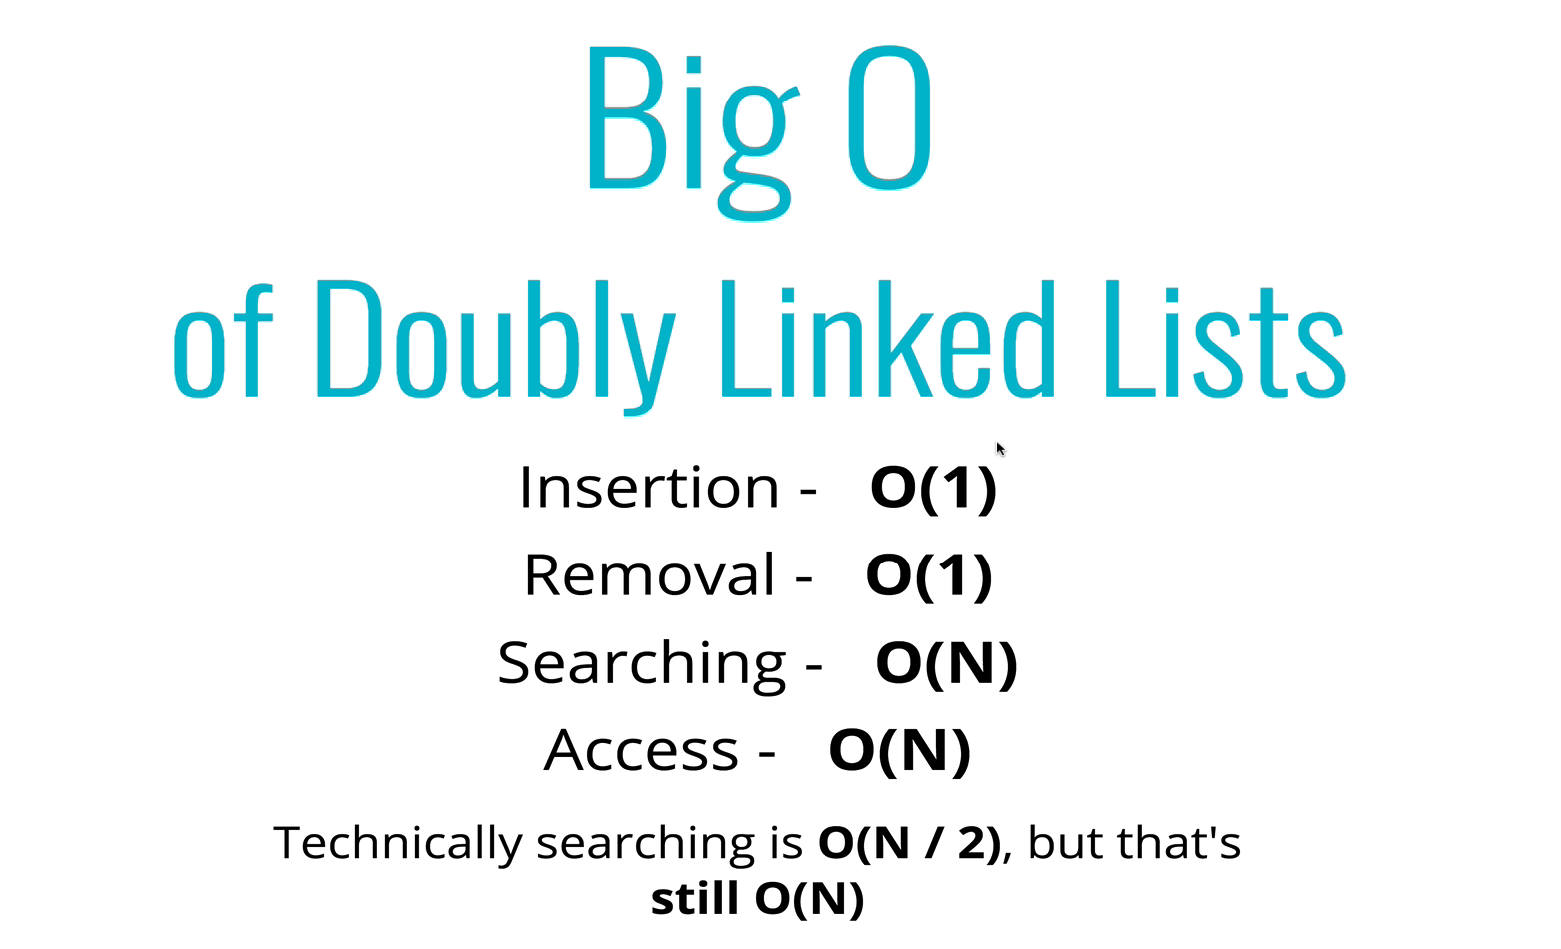 Big O
of Doubly Linked Lists
Insertion - O(1)
Removal - O(1)
Searching - O(N)
Access - O(N)
Technically searching is O(N / 2), but that's
still O(N)